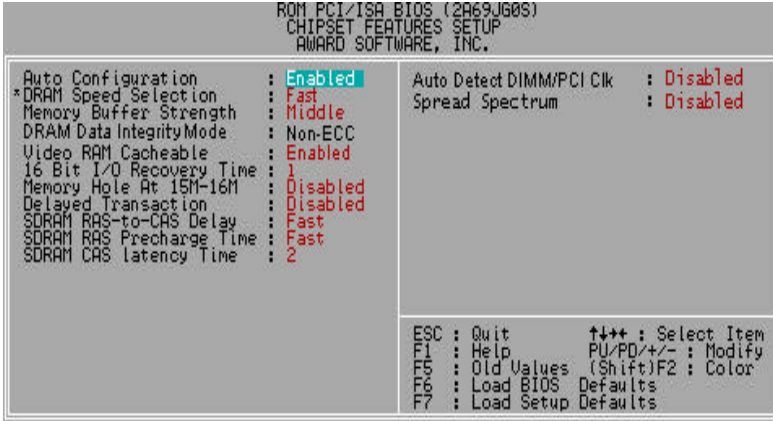 ROM PCI/ISA BIOS (2A69JG0S)
CHIPSET FEATURES SETUP
AWARD SOFTWARE, INC.
Auto Configuration : Enabled
*DRAM Speed Selection : Fast
Memory Buffer Strength : Middle
DRAM Data Integrity Mode : Non-ECC
Video RAM Cacheable : Enabled
16 Bit I/O Recovery Time : 1
Memory Hole At 15M-16M : Disabled
Delayed Transaction : Disabled
SDRAM RAS-to-CAS Delay : Fast
SDRAM RAS Precharge Time : Fast
SDRAM CAS latency Time : 2
Auto Detect DIMM/PCI Clk : Disabled
Spread Spectrum : Disabled
ESC : Quit ↑↓→← : Select Item
F1 : Help PU/PD/+/- : Modify
F5 : Old Values (Shift)F2 : Color
F6 : Load BIOS Defaults
F7 : Load Setup Defaults